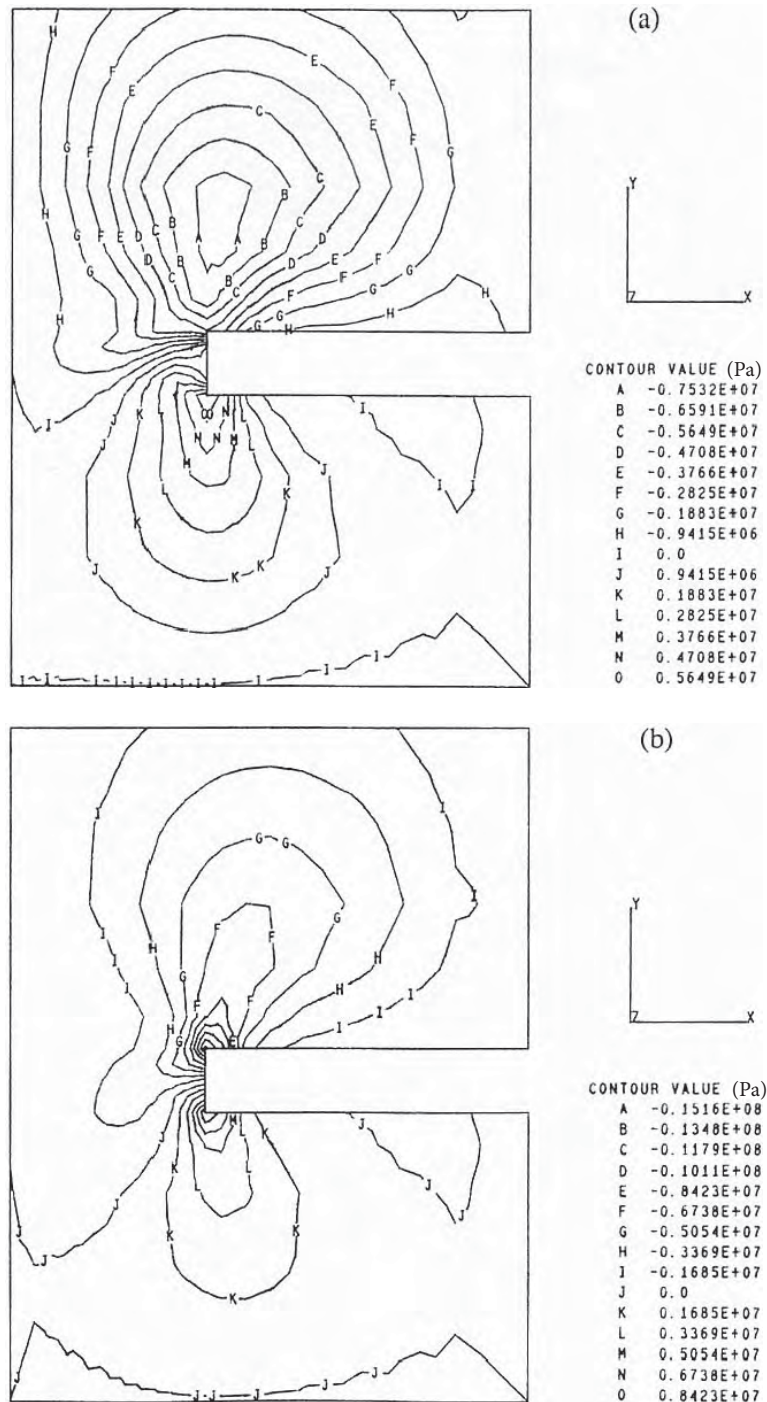 (a)
Y
Z X
CONTOUR VALUE (Pa)
A -0.7532E+07
B -0.6591E+07
C -0.5649E+07
D -0.4708E+07
E -0.3766E+07
F -0.2825E+07
G -0.1883E+07
H -0.9415E+06
I 0.0
J 0.9415E+06
K 0.1883E+07
L 0.2825E+07
M 0.3766E+07
N 0.4708E+07
O 0.5649E+07
(b)
Y
Z X
CONTOUR VALUE (Pa)
A -0.1516E+08
B -0.1348E+08
C -0.1179E+08
D -0.1011E+08
E -0.8423E+07
F -0.6738E+07
G -0.5054E+07
H -0.3369E+07
I -0.1685E+07
J 0.0
K 0.1685E+07
L 0.3369E+07
M 0.5054E+07
N 0.6738E+07
O 0.8423E+07